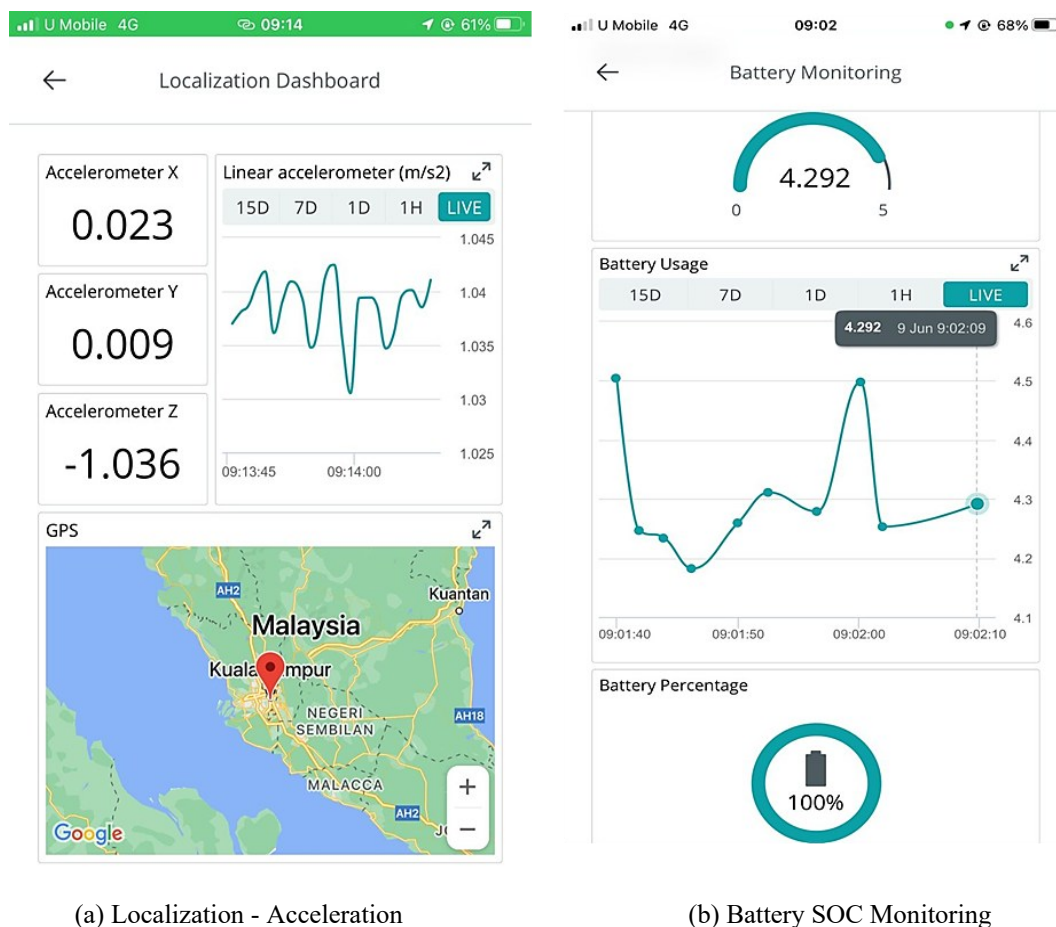 U Mobile 4G 09:14 61%
Localization Dashboard
Accelerometer X
0.023
Accelerometer Y
0.009
Accelerometer Z
-1.036
Linear accelerometer (m/s2)
15D 7D 1D 1H LIVE
1.045
1.04
1.035
1.03
1.025
09:13:45 09:14:00
GPS
AH2
Kuantan
Malaysia
Kuala mpur
NEGERI
SEMBILAN
AH18
MALACCA
AH2
Google
(a) Localization - Acceleration
U Mobile 4G 09:02 68%
Battery Monitoring
4.292
0 5
Battery Usage
15D 7D 1D 1H LIVE
4.292 9 Jun 9:02:09
4.6
4.5
4.4
4.3
4.2
4.1
09:01:40 09:01:50 09:02:00 09:02:10
Battery Percentage
100%
(b) Battery SOC Monitoring